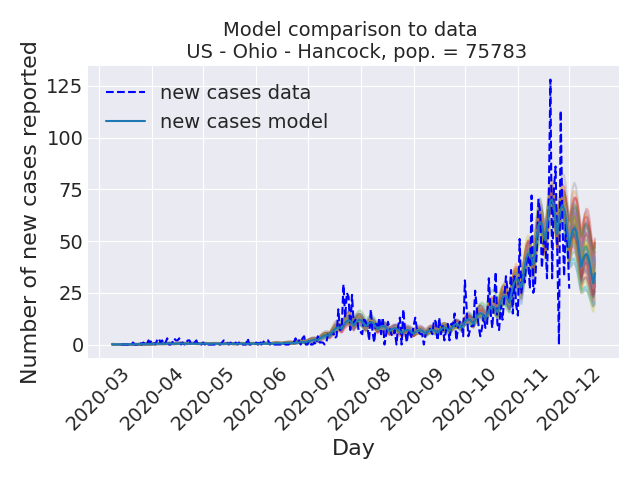 Model comparison to data
US - Ohio - Hancock, pop. = 75783
Number of new cases reported
125
100
75
50
25
0
new cases data
new cases model
2020-03
2020-04
2020-05
2020-06
2020-07
2020-08
2020-09
2020-10
2020-11
2020-12
Day